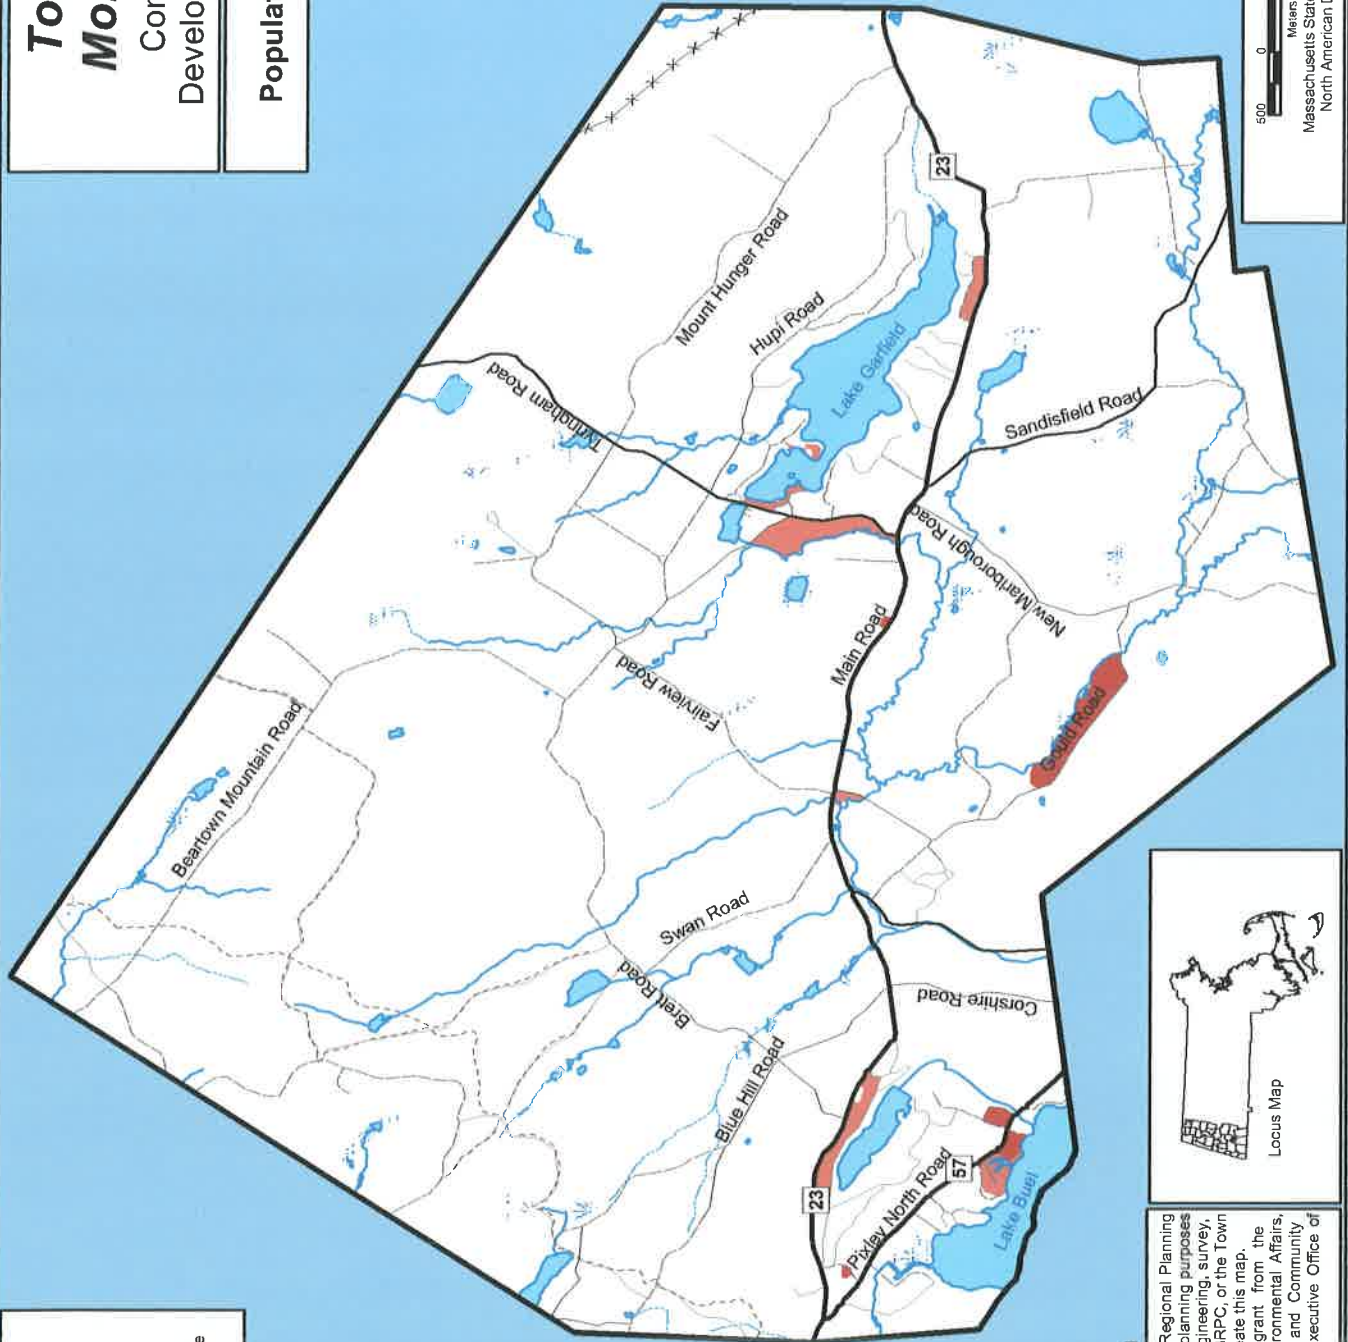 To
Mo
Cor
Develo
Populat
500 0
Meters
Massachusetts State
North American D
Tyringham Road
Mount Hunger Road
Hupi Road
Lake Garfield
23
Sandisfield Road
New Marlborough Road
Main Road
Fairview Road
Gould Road
Beartown Mountain Road
Swan Road
Brett Road
Corshire Road
Blue Hill Road
23
Pixley North Road
57
Lake Buel
Locus Map
Regional Planning
planning purposes
gineering, survey,
RPC, or the Town
ate this map.
grant from the
ronmental Affairs,
and Community
xecutive Office of
e